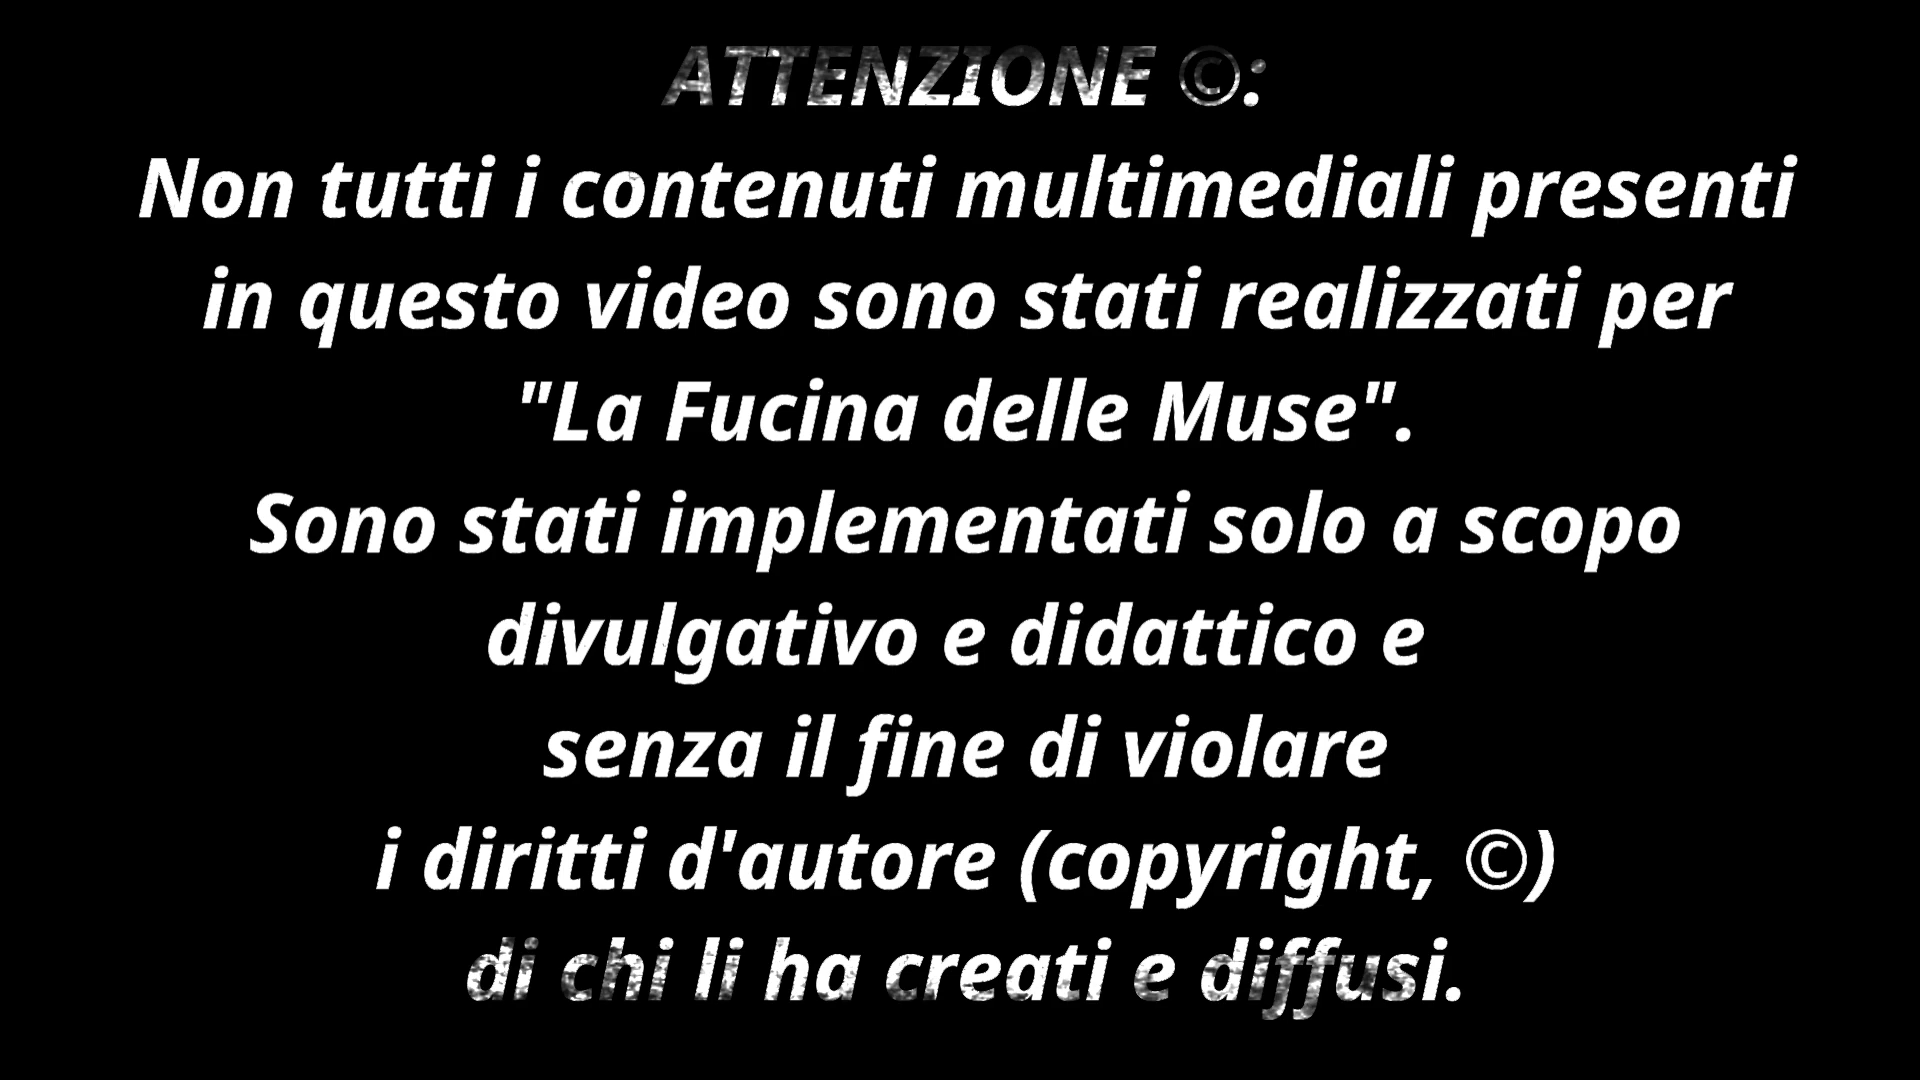 ATTENZIONE ©:
Non tutti i contenuti multimediali presenti
in questo video sono stati realizzati per
"La Fucina delle Muse".
Sono stati implementati solo a scopo
divulgativo e didattico e
senza il fine di violare
i diritti d'autore (copyright, ©)
di chi li ha creati e diffusi.